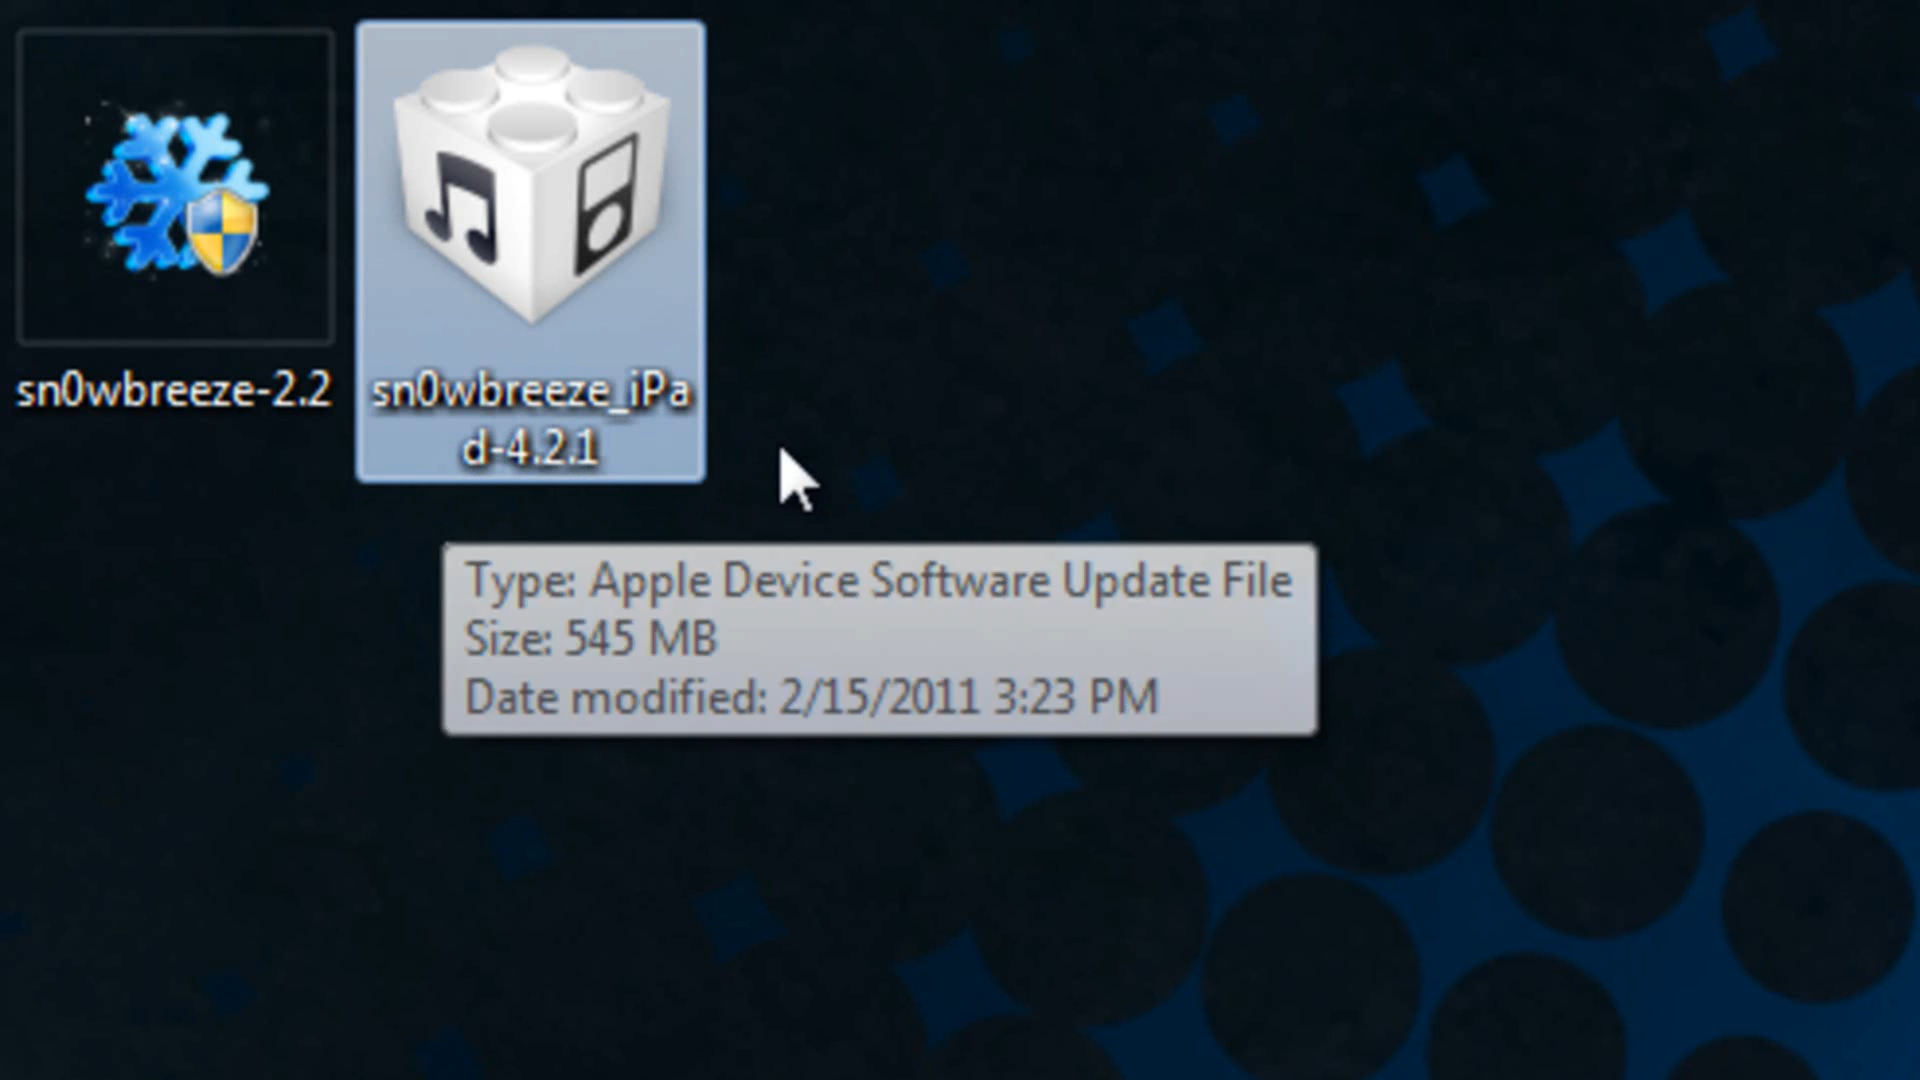 sn0wbreeze-2.2
sn0wbreeze_iPa
d-4.2.1
Type: Apple Device Software Update File
Size: 545 MB
Date modified: 2/15/2011 3:23 PM